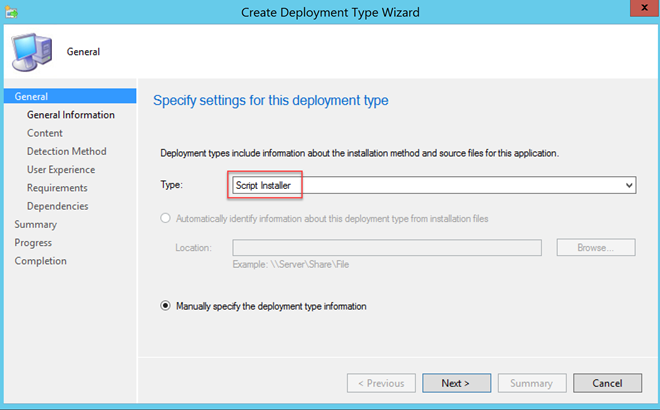 Create Deployment Type Wizard
x
General
General
General Information
Content
Detection Method
User Experience
Requirements
Dependencies
Summary
Progress
Completion
Specify settings for this deployment type
Deployment types include information about the installation method and source files for this application.
Type: Script Installer
Automatically identify information about this deployment type from installation files
Location: Browse...
Example: \\Server\Share\File
Manually specify the deployment type information
< Previous Next > Summary Cancel